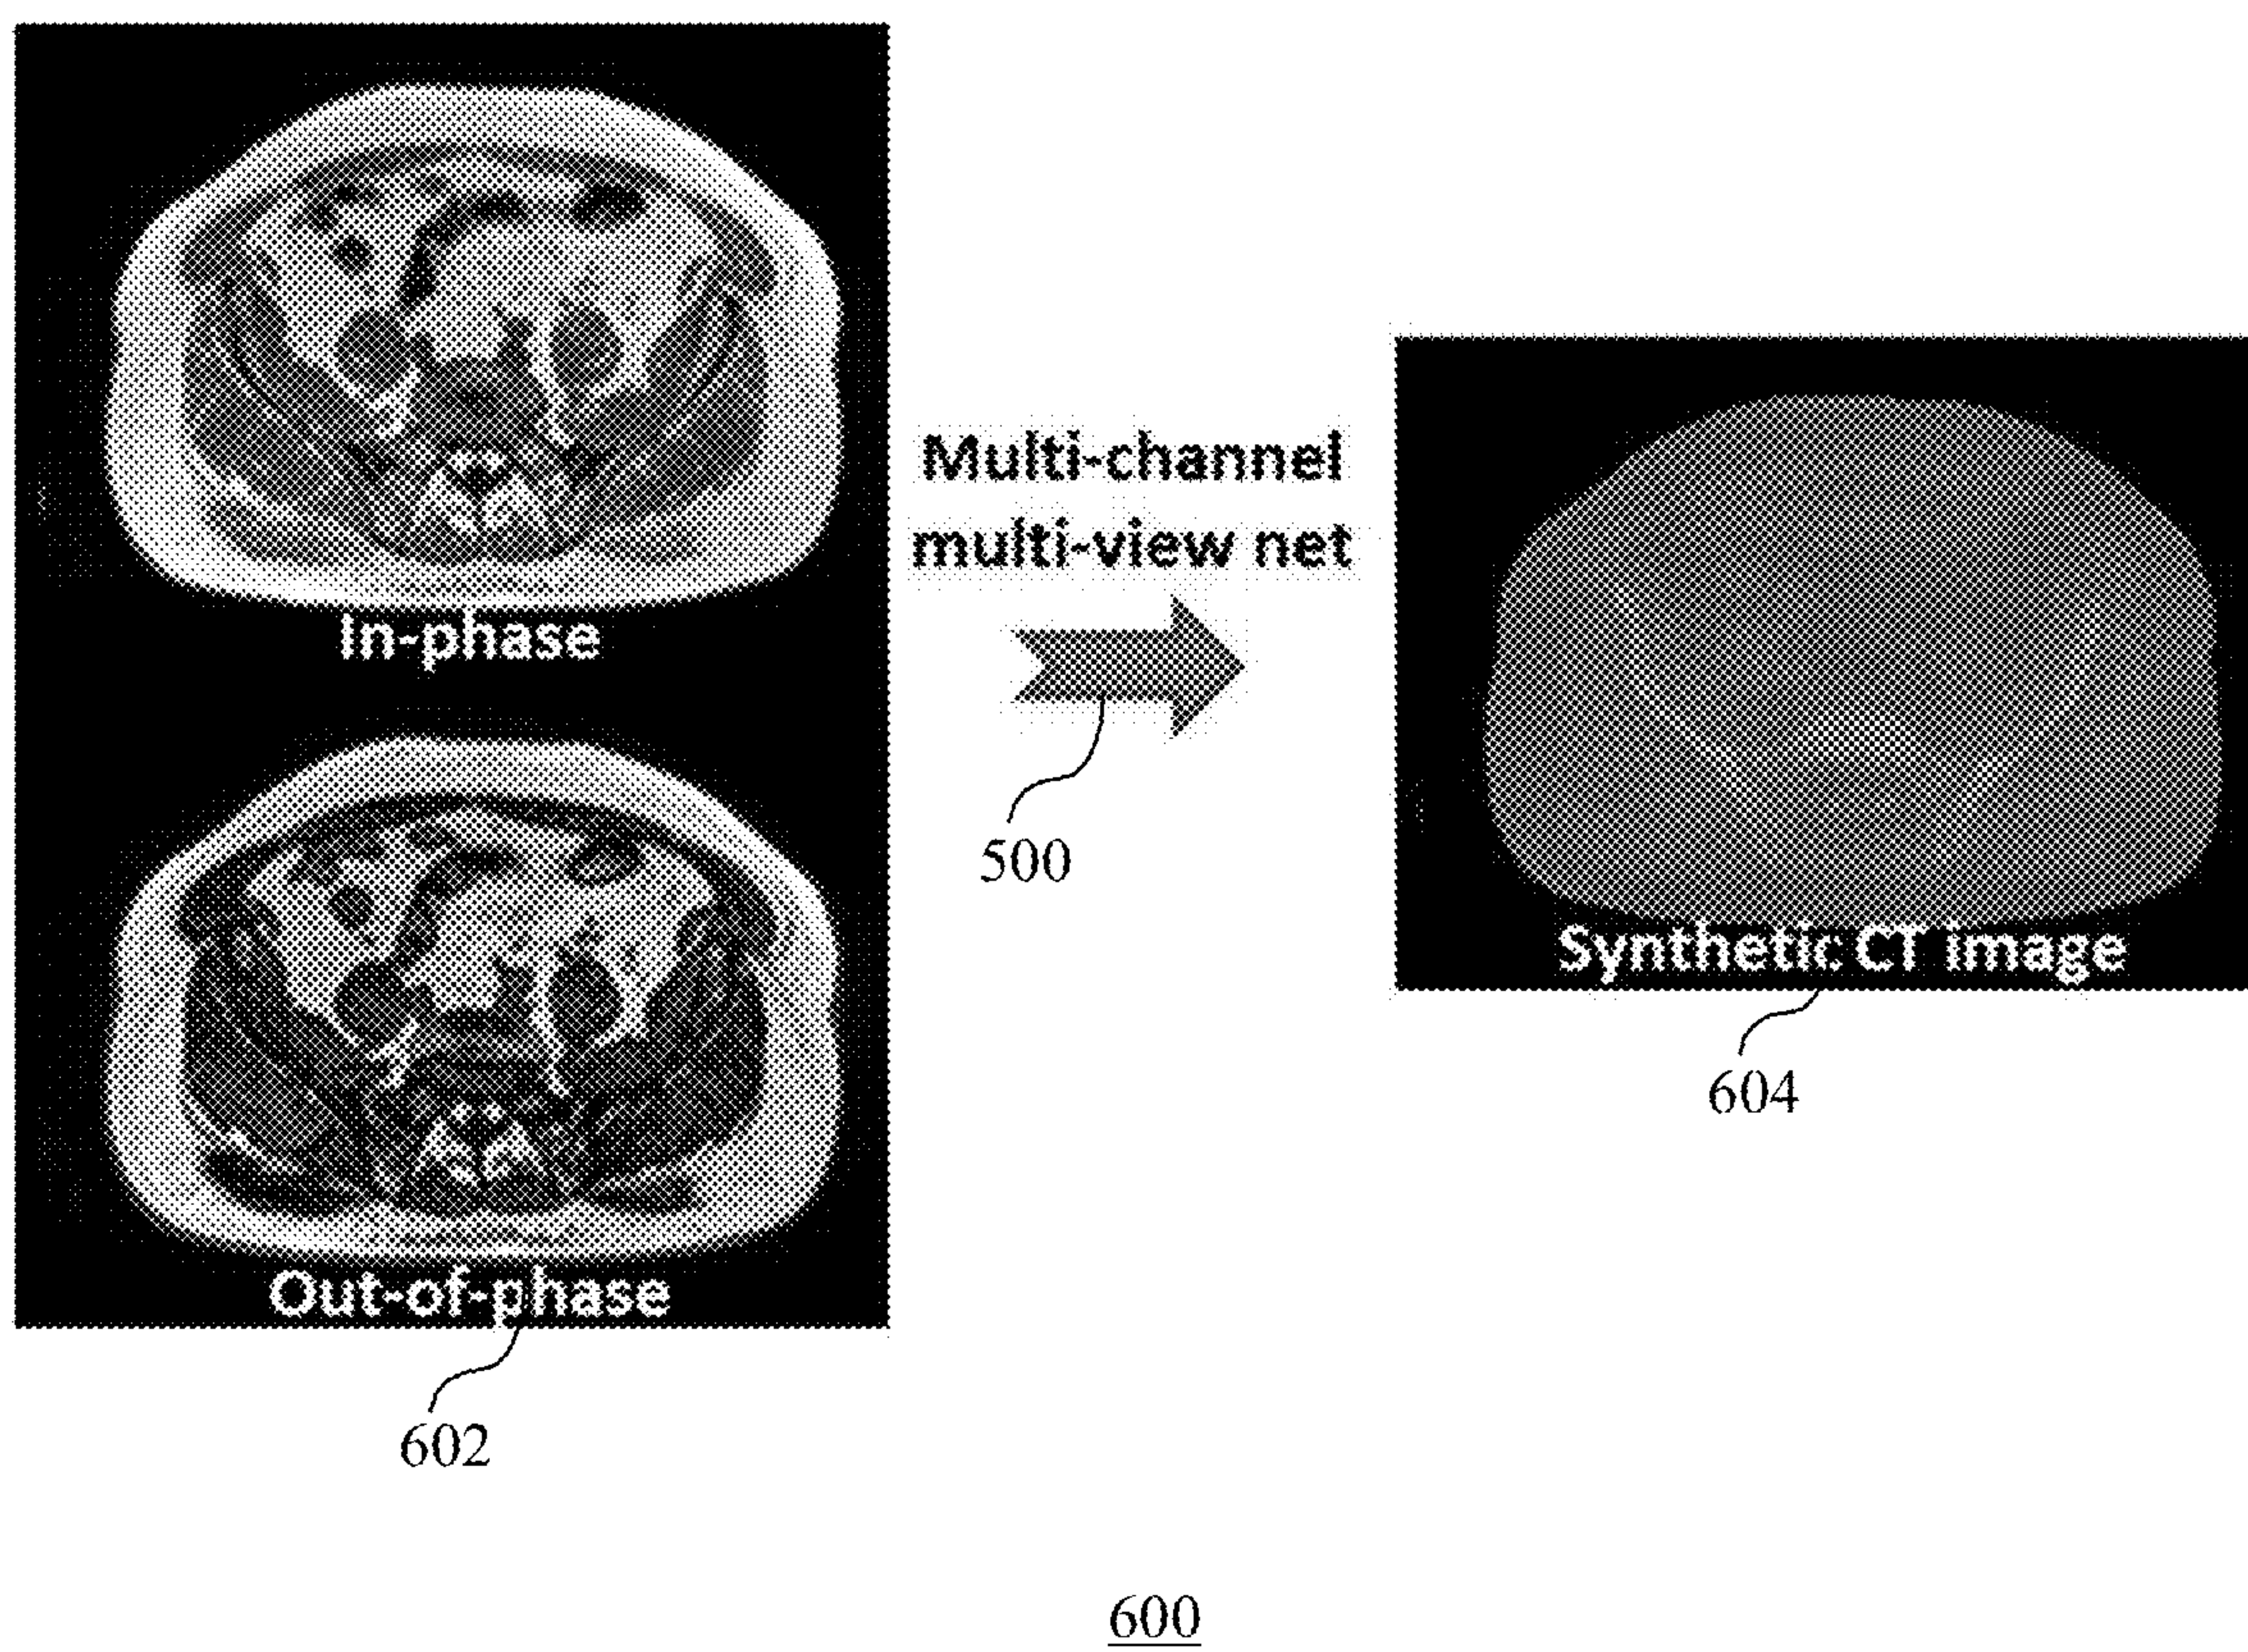 In-phase
Multi-channel
multi-view net
500
Synthetic CT image
604
Out-of-phase
602
600